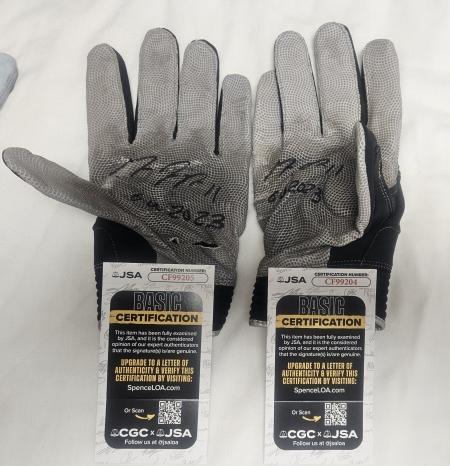 11
G.U. 2023
11
G.U. 2023
JSA
CERTIFICATION NUMBER:
CF99205
BASIC
CERTIFICATION
This item has been fully examined
by JSA, and it is the considered
opinion of our expert authenticators
that the signature(s) is/are genuine.
UPGRADE TO A LETTER OF
AUTHENTICITY & VERIFY THIS
CERTIFICATION BY VISITING:
SpenceLOA.com
Or Scan
CGC x JSA
Follow us @jsaloa
JSA
CERTIFICATION NUMBER:
CF99204
BASIC
CERTIFICATION
This item has been fully examined
by JSA, and it is the considered
opinion of our expert authenticators
that the signature(s) is/are genuine.
UPGRADE TO A LETTER OF
AUTHENTICITY & VERIFY THIS
CERTIFICATION BY VISITING:
SpenceLOA.com
Or Scan
CGC x JSA
Follow us @jsaloa